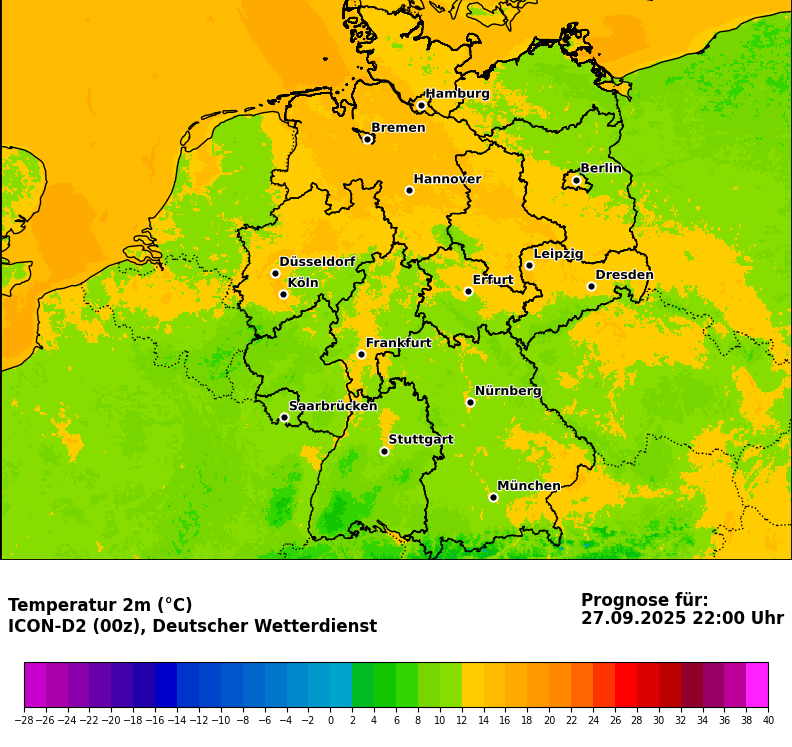 Hamburg
Bremen
Berlin
Hannover
Leipzig
Düsseldorf
Dresden
Köln
Erfurt
Frankfurt
Nürnberg
Saarbrücken
Stuttgart
München
Temperatur 2m (°C)
ICON-D2 (00z), Deutscher Wetterdienst
Prognose für:
27.09.2025 22:00 Uhr
−28 −26 −24 −22 −20 −18 −16 −14 −12 −10 −8 −6 −4 −2 0 2 4 6 8 10 12 14 16 18 20 22 24 26 28 30 32 34 36 38 40